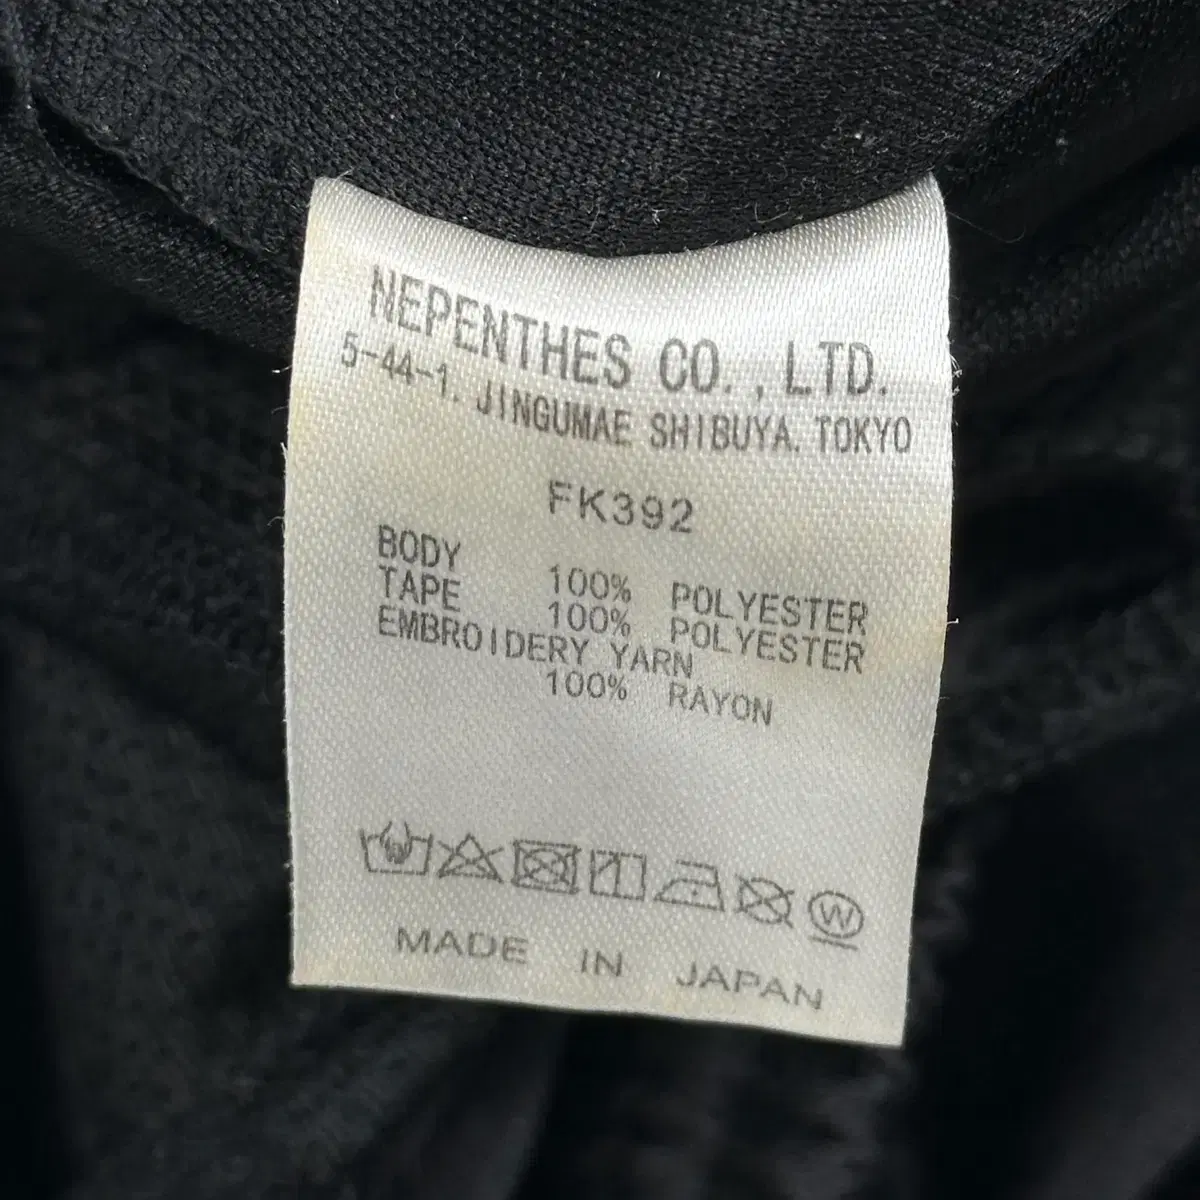 NEPENTHES CO., LTD.
5-44-1. JINGUMAE SHIBUYA. TOKYO
FK392
BODY 100% POLYESTER
TAPE 100% POLYESTER
EMBROIDERY YARN
100% RAYON
W
MADE IN JAPAN